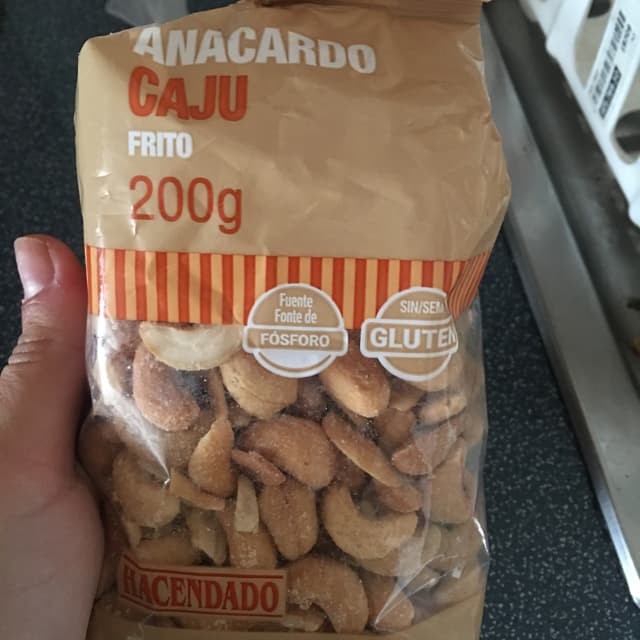 ANACARDO
CAJU
FRITO
200g
Fuente
Fonte de
FÓSFORO
SIN/SEM
GLUTEN
HACENDADO